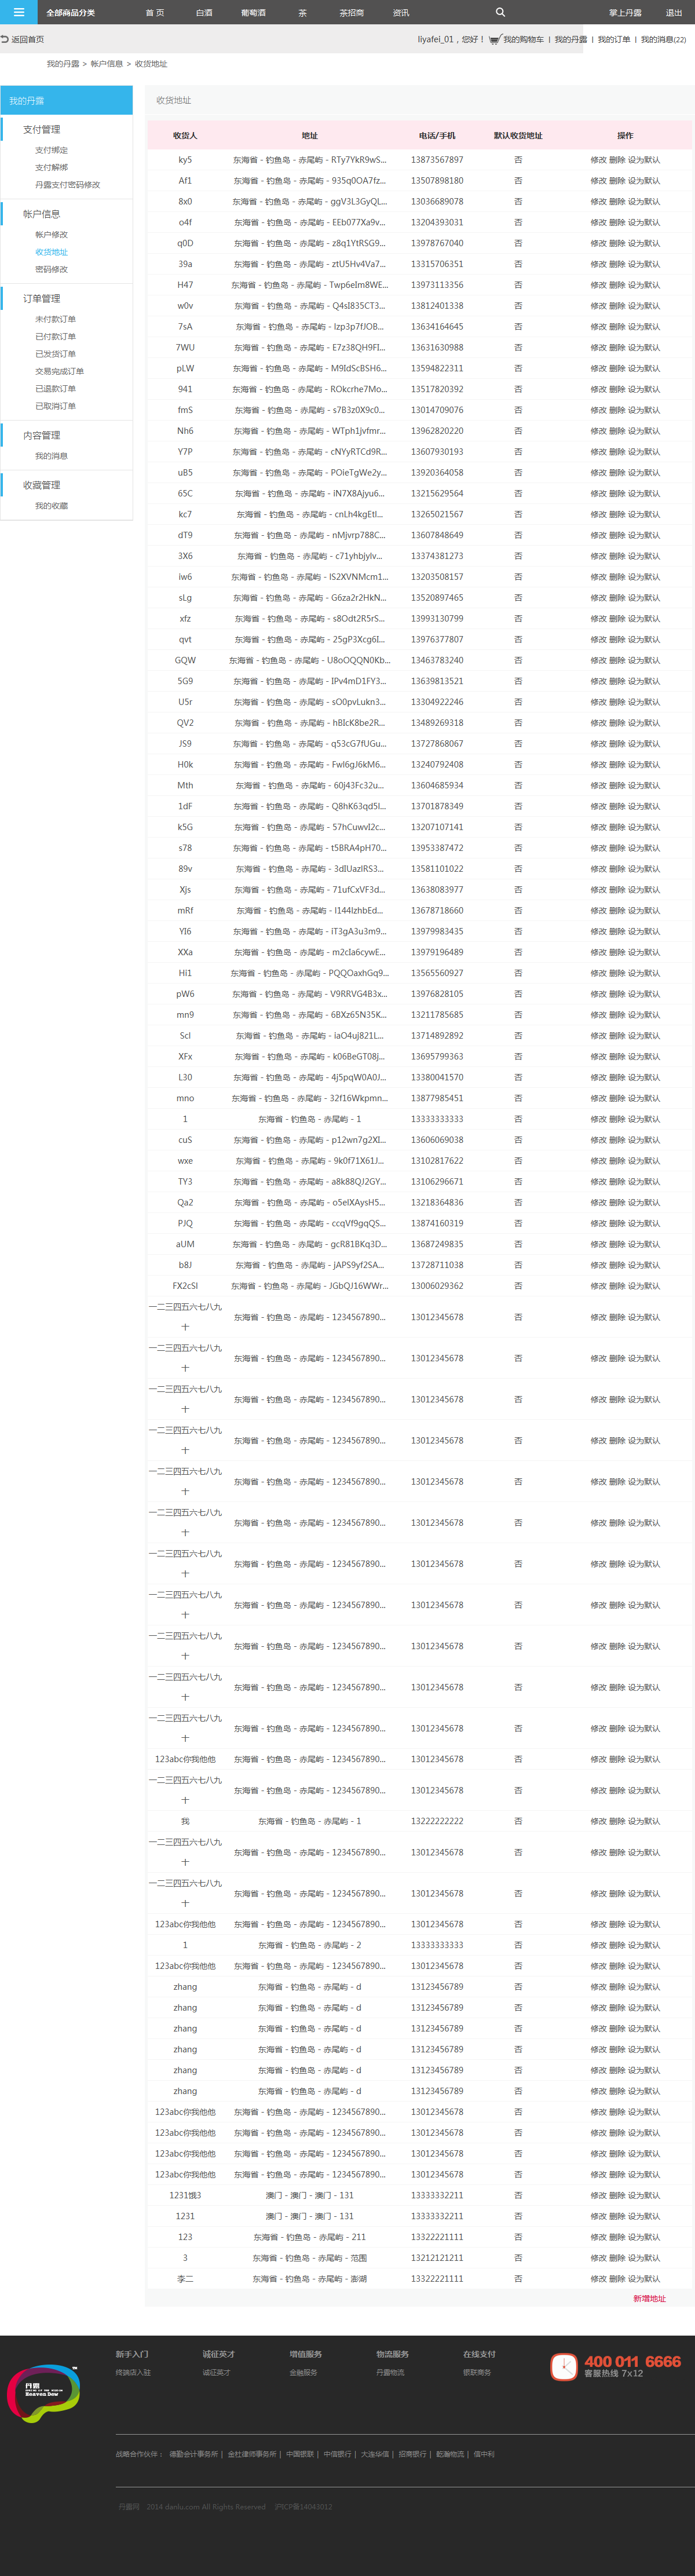 全部商品分类 首 页 白酒 葡萄酒 茶 茶招商 资讯 掌上丹露 退出
返回首页 liyafei_01，您好！ 我的购物车 | 我的丹露 | 我的订单 | 我的消息(22)
我的丹露 > 帐户信息 > 收货地址
我的丹露
支付管理
支付绑定
支付解绑
丹露支付密码修改
帐户信息
帐户修改
收货地址
密码修改
订单管理
未付款订单
已付款订单
已发货订单
交易完成订单
已退款订单
已取消订单
内容管理
我的消息
收藏管理
我的收藏
收货地址
收货人 地址 电话/手机 默认收货地址 操作
ky5 东海省 - 钓鱼岛 - 赤尾屿 - RTy7YkR9wS... 13873567897 否 修改 删除 设为默认
Af1 东海省 - 钓鱼岛 - 赤尾屿 - 935q0OA7fz... 13507898180 否 修改 删除 设为默认
8x0 东海省 - 钓鱼岛 - 赤尾屿 - ggV3L3GyQL... 13036689078 否 修改 删除 设为默认
o4f 东海省 - 钓鱼岛 - 赤尾屿 - EEb077Xa9v... 13204393031 否 修改 删除 设为默认
q0D 东海省 - 钓鱼岛 - 赤尾屿 - z8q1YtRSG9... 13978767040 否 修改 删除 设为默认
39a 东海省 - 钓鱼岛 - 赤尾屿 - ztU5Hv4Va7... 13315706351 否 修改 删除 设为默认
H47 东海省 - 钓鱼岛 - 赤尾屿 - Twp6eIm8WE... 13973113356 否 修改 删除 设为默认
w0v 东海省 - 钓鱼岛 - 赤尾屿 - Q4sI835CT3... 13812401338 否 修改 删除 设为默认
7sA 东海省 - 钓鱼岛 - 赤尾屿 - lzp3p7fJOB... 13634164645 否 修改 删除 设为默认
7WU 东海省 - 钓鱼岛 - 赤尾屿 - E7z38QH9FI... 13631630988 否 修改 删除 设为默认
pLW 东海省 - 钓鱼岛 - 赤尾屿 - M9IdScBSH6... 13594822311 否 修改 删除 设为默认
941 东海省 - 钓鱼岛 - 赤尾屿 - ROkcrhe7Mo... 13517820392 否 修改 删除 设为默认
fmS 东海省 - 钓鱼岛 - 赤尾屿 - s7B3z0X9c0... 13014709076 否 修改 删除 设为默认
Nh6 东海省 - 钓鱼岛 - 赤尾屿 - WTph1jvfmr... 13962820220 否 修改 删除 设为默认
Y7P 东海省 - 钓鱼岛 - 赤尾屿 - cNYyRTCd9R... 13607930193 否 修改 删除 设为默认
uB5 东海省 - 钓鱼岛 - 赤尾屿 - POieTgWe2y... 13920364058 否 修改 删除 设为默认
65C 东海省 - 钓鱼岛 - 赤尾屿 - iN7X8Ajyu6... 13215629564 否 修改 删除 设为默认
kc7 东海省 - 钓鱼岛 - 赤尾屿 - cnLh4kgEtl... 13265021567 否 修改 删除 设为默认
dT9 东海省 - 钓鱼岛 - 赤尾屿 - nMjvrp788C... 13607848649 否 修改 删除 设为默认
3X6 东海省 - 钓鱼岛 - 赤尾屿 - c71yhbjylv... 13374381273 否 修改 删除 设为默认
iw6 东海省 - 钓鱼岛 - 赤尾屿 - IS2XVNMcm1... 13203508157 否 修改 删除 设为默认
sLg 东海省 - 钓鱼岛 - 赤尾屿 - G6za2r2HkN... 13520897465 否 修改 删除 设为默认
xfz 东海省 - 钓鱼岛 - 赤尾屿 - s8Odt2R5rS... 13993130799 否 修改 删除 设为默认
qvt 东海省 - 钓鱼岛 - 赤尾屿 - 25gP3Xcg6I... 13976377807 否 修改 删除 设为默认
GQW 东海省 - 钓鱼岛 - 赤尾屿 - U8oOQQN0Kb... 13463783240 否 修改 删除 设为默认
5G9 东海省 - 钓鱼岛 - 赤尾屿 - IPv4mD1FY3... 13639813521 否 修改 删除 设为默认
U5r 东海省 - 钓鱼岛 - 赤尾屿 - sO0pvLukn3... 13304922246 否 修改 删除 设为默认
QV2 东海省 - 钓鱼岛 - 赤尾屿 - hBIcK8be2R... 13489269318 否 修改 删除 设为默认
JS9 东海省 - 钓鱼岛 - 赤尾屿 - q53cG7fUGu... 13727868067 否 修改 删除 设为默认
H0k 东海省 - 钓鱼岛 - 赤尾屿 - Fwl6gJ6kM6... 13240792408 否 修改 删除 设为默认
Mth 东海省 - 钓鱼岛 - 赤尾屿 - 60j43Fc32u... 13604685934 否 修改 删除 设为默认
1dF 东海省 - 钓鱼岛 - 赤尾屿 - Q8hK63qd5l... 13701878349 否 修改 删除 设为默认
k5G 东海省 - 钓鱼岛 - 赤尾屿 - 57hCuwvI2c... 13207107141 否 修改 删除 设为默认
s78 东海省 - 钓鱼岛 - 赤尾屿 - t5BRA4pH70... 13953387472 否 修改 删除 设为默认
89v 东海省 - 钓鱼岛 - 赤尾屿 - 3dIUazlRS3... 13581101022 否 修改 删除 设为默认
Xjs 东海省 - 钓鱼岛 - 赤尾屿 - 71ufCxVF3d... 13638083977 否 修改 删除 设为默认
mRf 东海省 - 钓鱼岛 - 赤尾屿 - I144lzhbEd... 13678718660 否 修改 删除 设为默认
YI6 东海省 - 钓鱼岛 - 赤尾屿 - iT3gA3u3m9... 13979983435 否 修改 删除 设为默认
XXa 东海省 - 钓鱼岛 - 赤尾屿 - m2cIa6cywE... 13979196489 否 修改 删除 设为默认
Hi1 东海省 - 钓鱼岛 - 赤尾屿 - PQQOaxhGq9... 13565560927 否 修改 删除 设为默认
pW6 东海省 - 钓鱼岛 - 赤尾屿 - V9RRVG4B3x... 13976828105 否 修改 删除 设为默认
mn9 东海省 - 钓鱼岛 - 赤尾屿 - 6BXz65N35K... 13211785685 否 修改 删除 设为默认
Scl 东海省 - 钓鱼岛 - 赤尾屿 - iaO4uj821L... 13714892892 否 修改 删除 设为默认
XFx 东海省 - 钓鱼岛 - 赤尾屿 - k06BeGT08j... 13695799363 否 修改 删除 设为默认
L30 东海省 - 钓鱼岛 - 赤尾屿 - 4j5pqW0A0J... 13380041570 否 修改 删除 设为默认
mno 东海省 - 钓鱼岛 - 赤尾屿 - 32f16Wkpmn... 13877985451 否 修改 删除 设为默认
1 东海省 - 钓鱼岛 - 赤尾屿 - 1 13333333333 否 修改 删除 设为默认
cuS 东海省 - 钓鱼岛 - 赤尾屿 - p12wn7g2XI... 13606069038 否 修改 删除 设为默认
wxe 东海省 - 钓鱼岛 - 赤尾屿 - 9k0f71X61J... 13102817622 否 修改 删除 设为默认
TY3 东海省 - 钓鱼岛 - 赤尾屿 - a8k88QJ2GY... 13106296671 否 修改 删除 设为默认
Qa2 东海省 - 钓鱼岛 - 赤尾屿 - o5elXAysH5... 13218364836 否 修改 删除 设为默认
PJQ 东海省 - 钓鱼岛 - 赤尾屿 - ccqVf9gqQS... 13874160319 否 修改 删除 设为默认
aUM 东海省 - 钓鱼岛 - 赤尾屿 - gcR81BKq3D... 13687249835 否 修改 删除 设为默认
b8J 东海省 - 钓鱼岛 - 赤尾屿 - jAPS9yf2SA... 13728711038 否 修改 删除 设为默认
FX2cSl 东海省 - 钓鱼岛 - 赤尾屿 - JGbQJ16WWr... 13006029362 否 修改 删除 设为默认
一二三四五六七八九十 东海省 - 钓鱼岛 - 赤尾屿 - 1234567890... 13012345678 否 修改 删除 设为默认
一二三四五六七八九十 东海省 - 钓鱼岛 - 赤尾屿 - 1234567890... 13012345678 否 修改 删除 设为默认
一二三四五六七八九十 东海省 - 钓鱼岛 - 赤尾屿 - 1234567890... 13012345678 否 修改 删除 设为默认
一二三四五六七八九十 东海省 - 钓鱼岛 - 赤尾屿 - 1234567890... 13012345678 否 修改 删除 设为默认
一二三四五六七八九十 东海省 - 钓鱼岛 - 赤尾屿 - 1234567890... 13012345678 否 修改 删除 设为默认
一二三四五六七八九十 东海省 - 钓鱼岛 - 赤尾屿 - 1234567890... 13012345678 否 修改 删除 设为默认
一二三四五六七八九十 东海省 - 钓鱼岛 - 赤尾屿 - 1234567890... 13012345678 否 修改 删除 设为默认
一二三四五六七八九十 东海省 - 钓鱼岛 - 赤尾屿 - 1234567890... 13012345678 否 修改 删除 设为默认
一二三四五六七八九十 东海省 - 钓鱼岛 - 赤尾屿 - 1234567890... 13012345678 否 修改 删除 设为默认
一二三四五六七八九十 东海省 - 钓鱼岛 - 赤尾屿 - 1234567890... 13012345678 否 修改 删除 设为默认
一二三四五六七八九十 东海省 - 钓鱼岛 - 赤尾屿 - 1234567890... 13012345678 否 修改 删除 设为默认
123abc你我他他 东海省 - 钓鱼岛 - 赤尾屿 - 1234567890... 13012345678 否 修改 删除 设为默认
一二三四五六七八九十 东海省 - 钓鱼岛 - 赤尾屿 - 1234567890... 13012345678 否 修改 删除 设为默认
我 东海省 - 钓鱼岛 - 赤尾屿 - 1 13222222222 否 修改 删除 设为默认
一二三四五六七八九十 东海省 - 钓鱼岛 - 赤尾屿 - 1234567890... 13012345678 否 修改 删除 设为默认
一二三四五六七八九十 东海省 - 钓鱼岛 - 赤尾屿 - 1234567890... 13012345678 否 修改 删除 设为默认
123abc你我他他 东海省 - 钓鱼岛 - 赤尾屿 - 1234567890... 13012345678 否 修改 删除 设为默认
1 东海省 - 钓鱼岛 - 赤尾屿 - 2 13333333333 否 修改 删除 设为默认
123abc你我他他 东海省 - 钓鱼岛 - 赤尾屿 - 1234567890... 13012345678 否 修改 删除 设为默认
zhang 东海省 - 钓鱼岛 - 赤尾屿 - d 13123456789 否 修改 删除 设为默认
zhang 东海省 - 钓鱼岛 - 赤尾屿 - d 13123456789 否 修改 删除 设为默认
zhang 东海省 - 钓鱼岛 - 赤尾屿 - d 13123456789 否 修改 删除 设为默认
zhang 东海省 - 钓鱼岛 - 赤尾屿 - d 13123456789 否 修改 删除 设为默认
zhang 东海省 - 钓鱼岛 - 赤尾屿 - d 13123456789 否 修改 删除 设为默认
zhang 东海省 - 钓鱼岛 - 赤尾屿 - d 13123456789 否 修改 删除 设为默认
123abc你我他他 东海省 - 钓鱼岛 - 赤尾屿 - 1234567890... 13012345678 否 修改 删除 设为默认
123abc你我他他 东海省 - 钓鱼岛 - 赤尾屿 - 1234567890... 13012345678 否 修改 删除 设为默认
123abc你我他他 东海省 - 钓鱼岛 - 赤尾屿 - 1234567890... 13012345678 否 修改 删除 设为默认
123abc你我他他 东海省 - 钓鱼岛 - 赤尾屿 - 1234567890... 13012345678 否 修改 删除 设为默认
1231饿3 澳门 - 澳门 - 澳门 - 131 13333332211 否 修改 删除 设为默认
1231 澳门 - 澳门 - 澳门 - 131 13333332211 否 修改 删除 设为默认
123 东海省 - 钓鱼岛 - 赤尾屿 - 211 13322221111 否 修改 删除 设为默认
3 东海省 - 钓鱼岛 - 赤尾屿 - 范围 13212121211 否 修改 删除 设为默认
李二 东海省 - 钓鱼岛 - 赤尾屿 - 澎湖 13322221111 否 修改 删除 设为默认
新增地址
丹露
Heaven Dew
新手入门 诚征英才 增值服务 物流服务 在线支付
终端店入驻 诚征英才 金融服务 丹露物流 银联商务
400 011 6666
客服热线 7x12
战略合作伙伴： 德勤会计事务所 | 金杜律师事务所 | 中国银联 | 中信银行 | 大连华信 | 招商银行 | 乾瀚物流 | 信中利
丹露网 2014 danlu.com All Rights Reserved 沪ICP备14043012